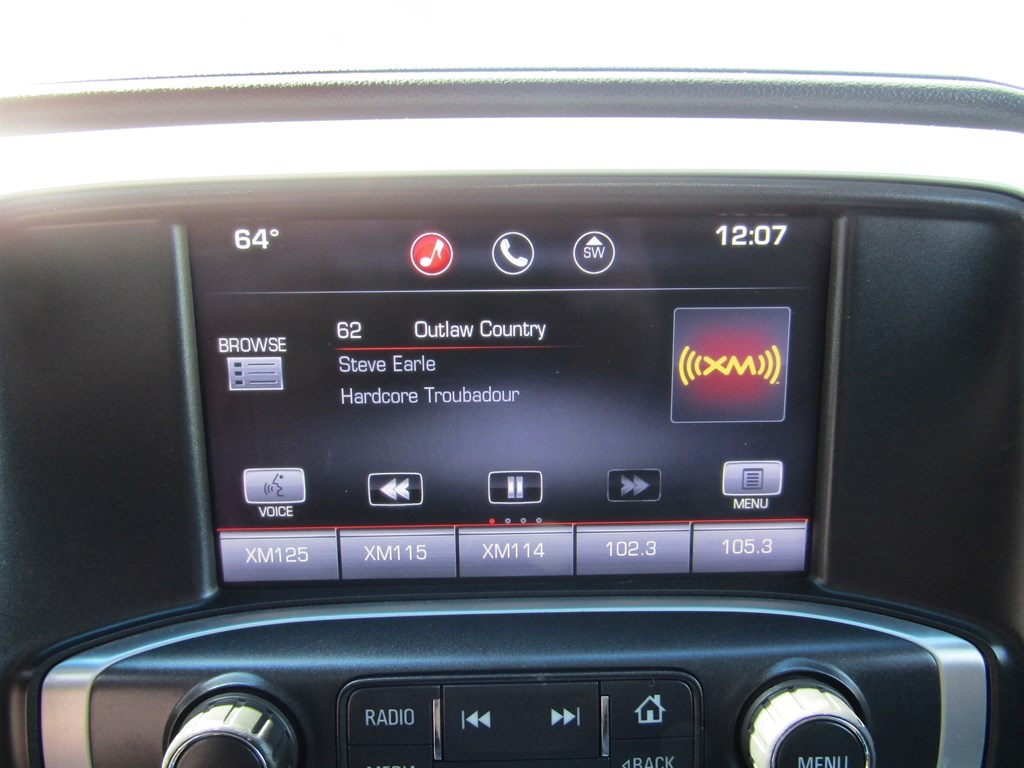 64° 12:07
SW
62 Outlaw Country
BROWSE
Steve Earle
Hardcore Troubadour
XM
VOICE MENU
XM125 XM115 XM114 102.3 105.3
RADIO
MEDIA BACK MENU